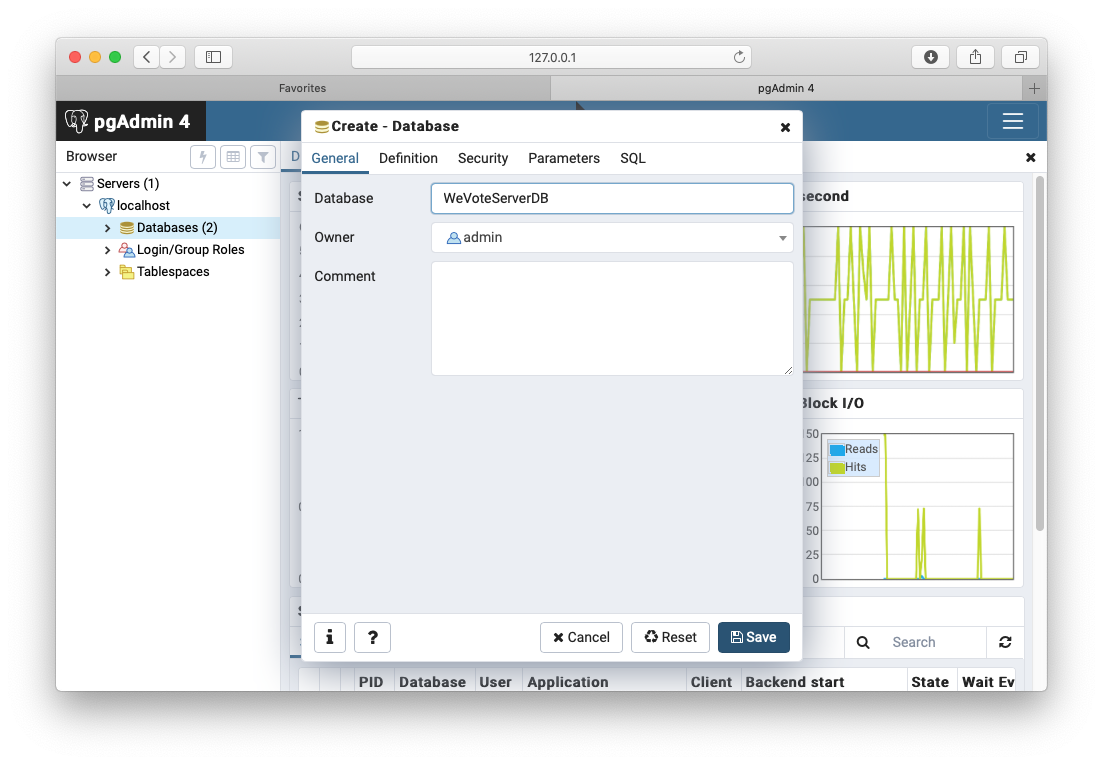 127.0.0.1
Favorites
pgAdmin 4
pgAdmin 4
Create - Database
Browser
General Definition Security Parameters SQL
Servers (1)
localhost
Databases (2)
Login/Group Roles
Tablespaces
Database WeVoteServerDB
Owner admin
Comment
second
Block I/O
Reads
Hits
150
125
100
75
50
25
0
i ? Cancel Reset Save
Search
PID Database User Application Client Backend start State Wait Ev